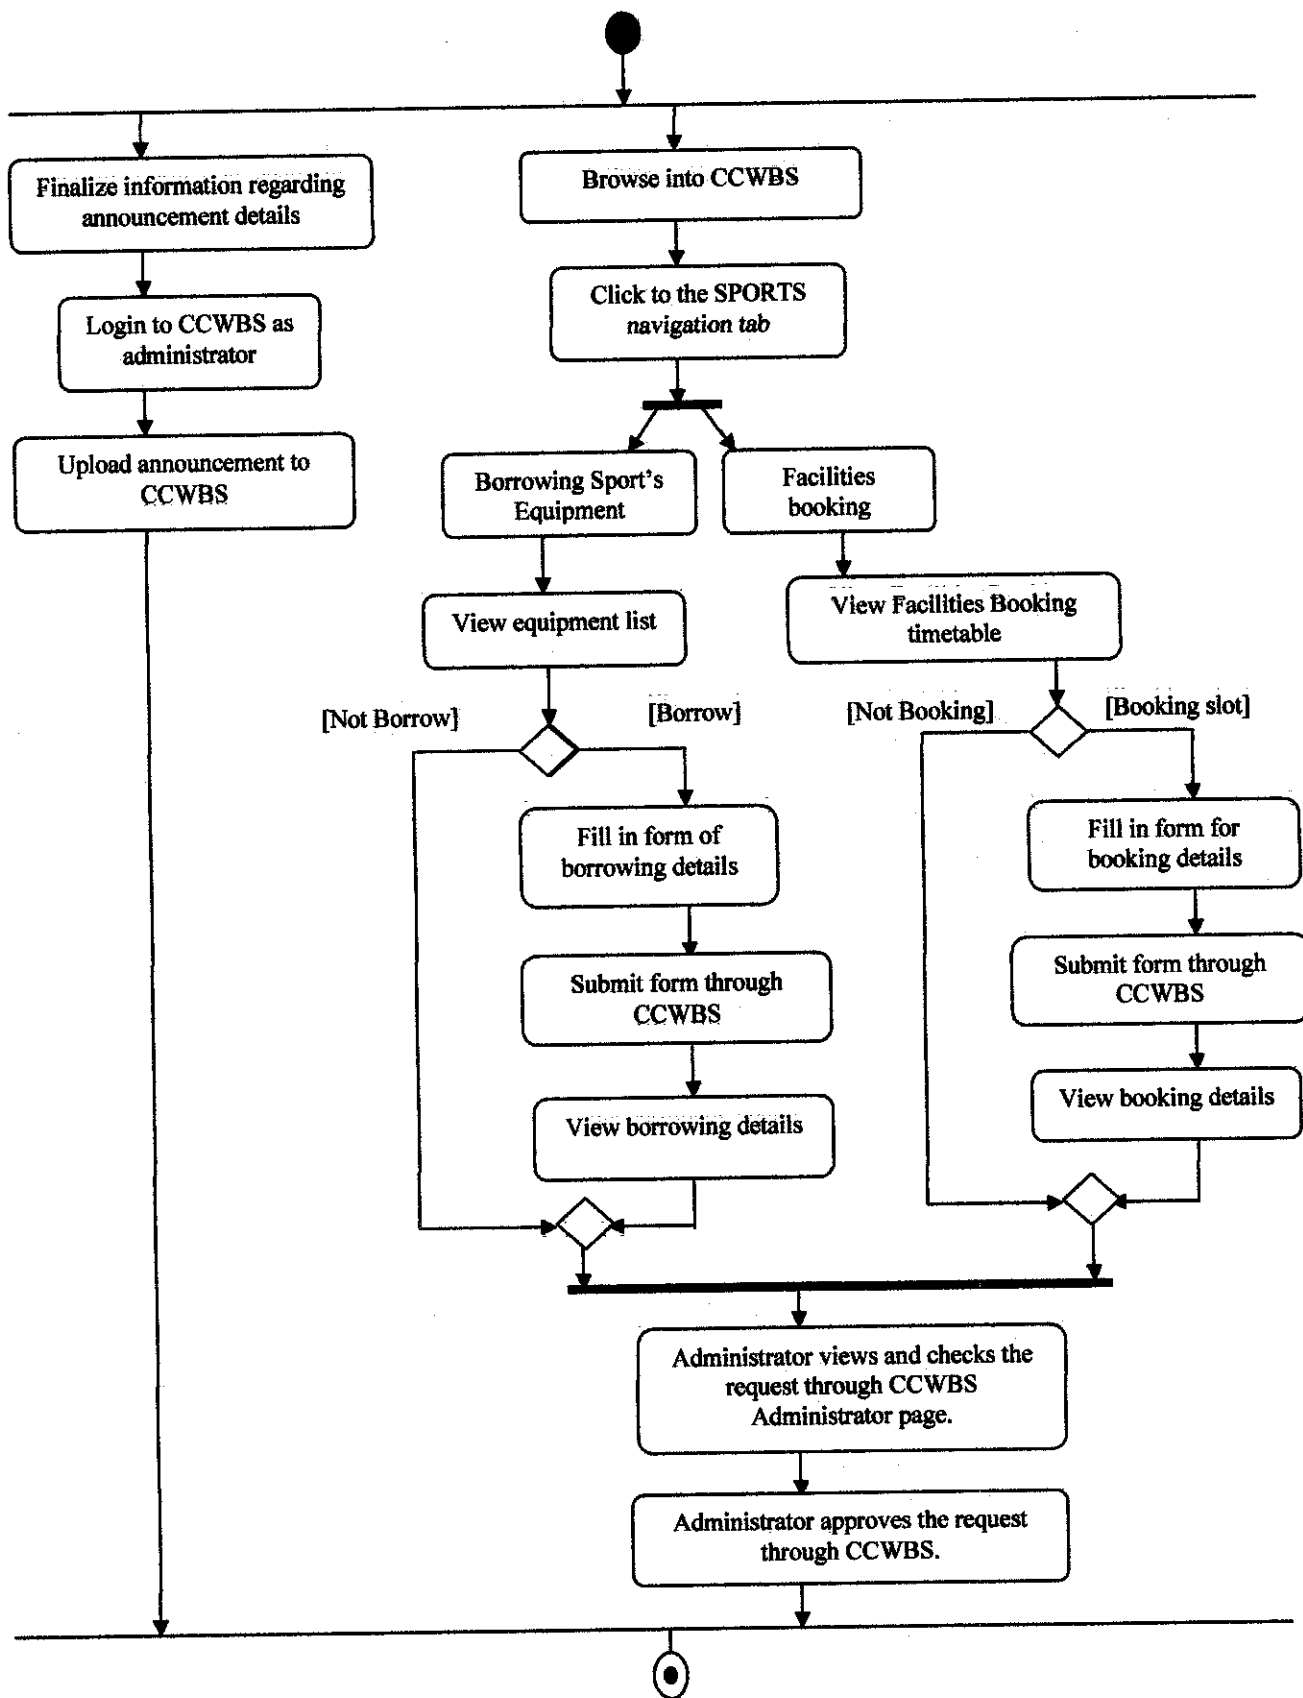 Finalize information regarding
announcement details
Login to CCWBS as
administrator
Upload announcement to
CCWBS
Browse into CCWBS
Click to the SPORTS
navigation tab
Borrowing Sport's
Equipment
Facilities
booking
View equipment list
View Facilities Booking
timetable
[Not Borrow]
[Borrow]
[Not Booking]
[Booking slot]
Fill in form of
borrowing details
Fill in form for
booking details
Submit form through
CCWBS
Submit form through
CCWBS
View borrowing details
View booking details
Administrator views and checks the
request through CCWBS
Administrator page.
Administrator approves the request
through CCWBS.